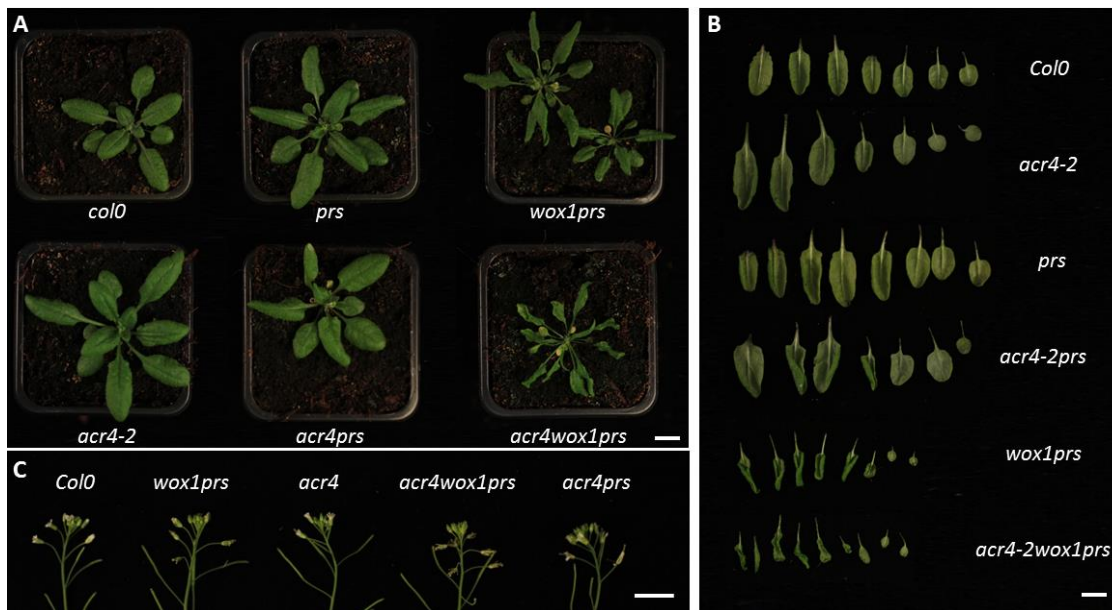 A
col0
prs
wox1prs
acr4-2
acr4prs
acr4wox1prs
B
Col0
acr4-2
prs
acr4-2prs
wox1prs
acr4-2wox1prs
C
Col0
wox1prs
acr4
acr4wox1prs
acr4prs